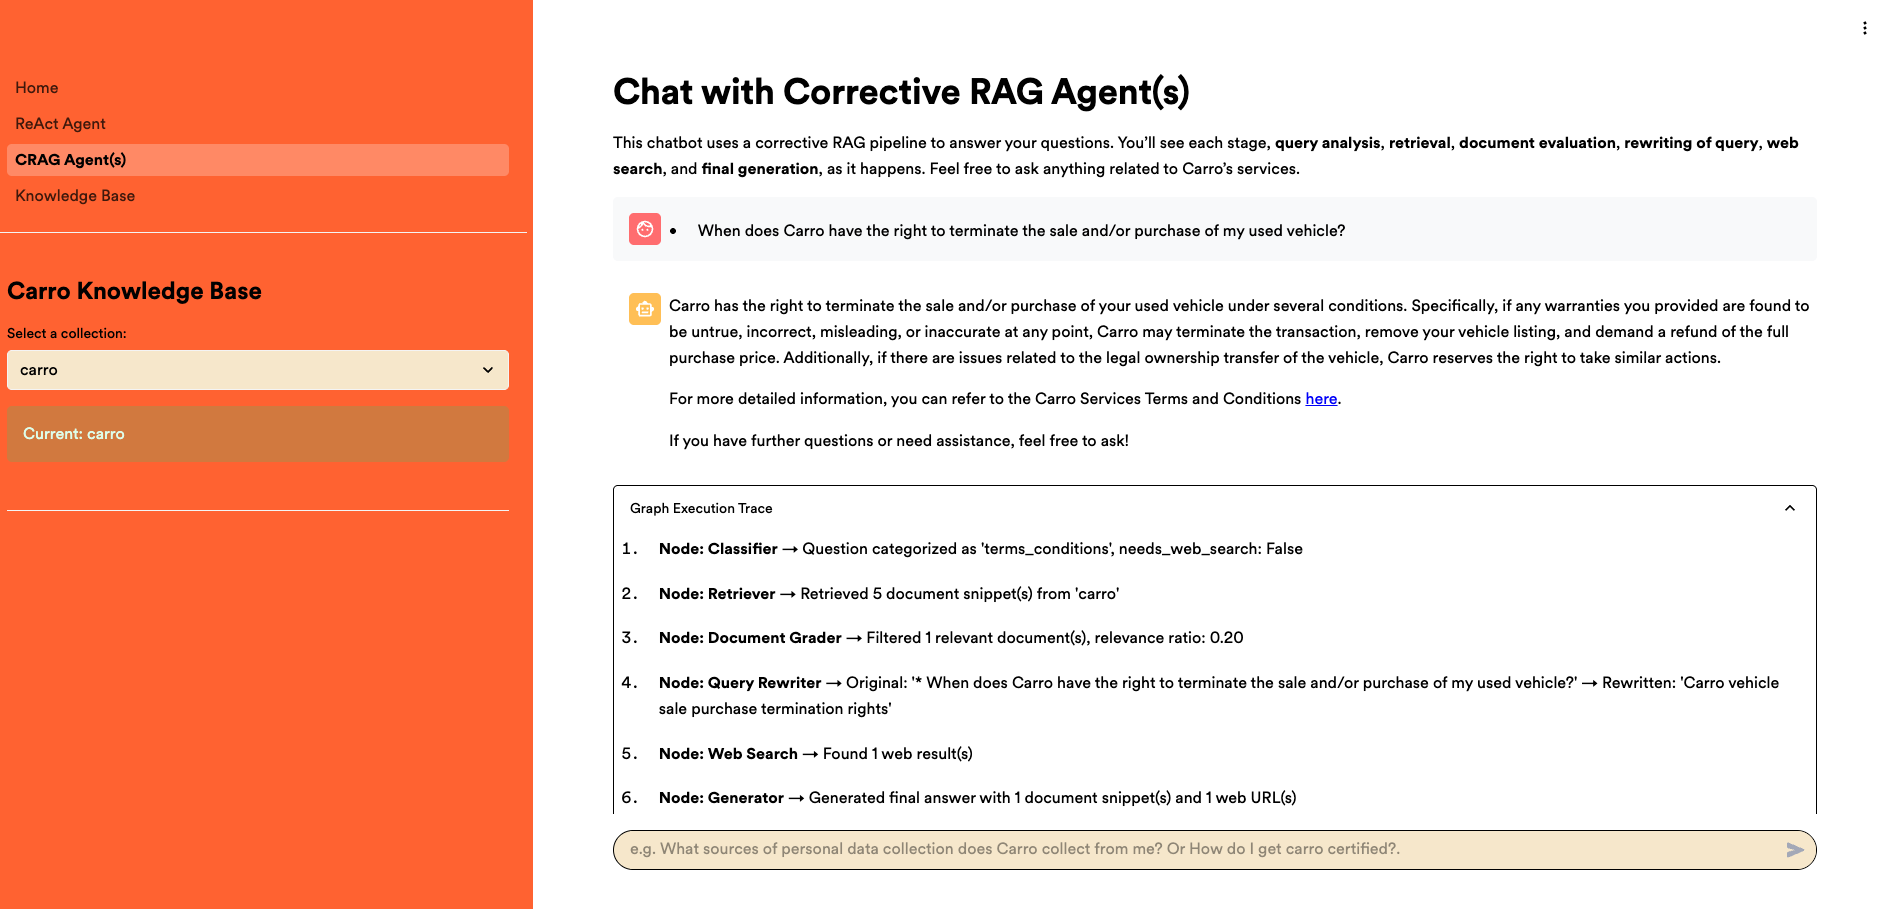 Home
ReAct Agent
CRAG Agent(s)
Knowledge Base
Carro Knowledge Base
Select a collection:
carro
Current: carro
Chat with Corrective RAG Agent(s)
This chatbot uses a corrective RAG pipeline to answer your questions. You’ll see each stage, query analysis, retrieval, document evaluation, rewriting of query, web
search, and final generation, as it happens. Feel free to ask anything related to Carro’s services.
• When does Carro have the right to terminate the sale and/or purchase of my used vehicle?
Carro has the right to terminate the sale and/or purchase of your used vehicle under several conditions. Specifically, if any warranties you provided are found to
be untrue, incorrect, misleading, or inaccurate at any point, Carro may terminate the transaction, remove your vehicle listing, and demand a refund of the full
purchase price. Additionally, if there are issues related to the legal ownership transfer of the vehicle, Carro reserves the right to take similar actions.
For more detailed information, you can refer to the Carro Services Terms and Conditions here.
If you have further questions or need assistance, feel free to ask!
Graph Execution Trace
1. Node: Classifier → Question categorized as 'terms_conditions', needs_web_search: False
2. Node: Retriever → Retrieved 5 document snippet(s) from 'carro'
3. Node: Document Grader → Filtered 1 relevant document(s), relevance ratio: 0.20
4. Node: Query Rewriter → Original: '* When does Carro have the right to terminate the sale and/or purchase of my used vehicle?' → Rewritten: 'Carro vehicle
sale purchase termination rights'
5. Node: Web Search → Found 1 web result(s)
6. Node: Generator → Generated final answer with 1 document snippet(s) and 1 web URL(s)
e.g. What sources of personal data collection does Carro collect from me? Or How do I get carro certified?.